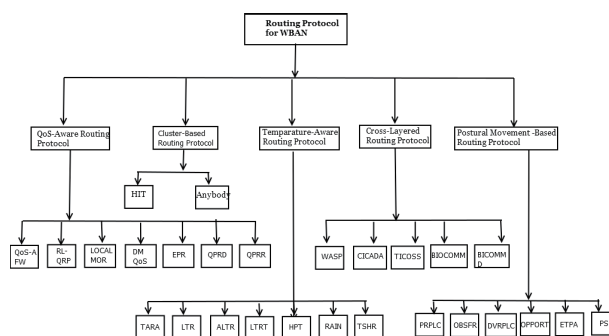 Routing Protocol
for WBAN
QoS-Aware Routing
Protocol
Cluster-Based
Routing Protocol
Temparature-Aware
Routing Protocol
Cross-Layered
Routing Protocol
Postural Movement -Based
Routing Protocol
HIT
Anybody
QoS-A
FW
RL-
QRP
LOCAL
MOR
DM
QoS
EPR
QPRD
QPRR
WASP
CICADA
TICOSS
BIOCOMM
BICOMM
D
TARA
LTR
ALTR
LTRT
HPT
RAIN
TSHR
PRPLC
OBSFR
DVRPLC
OPPORT
ETPA